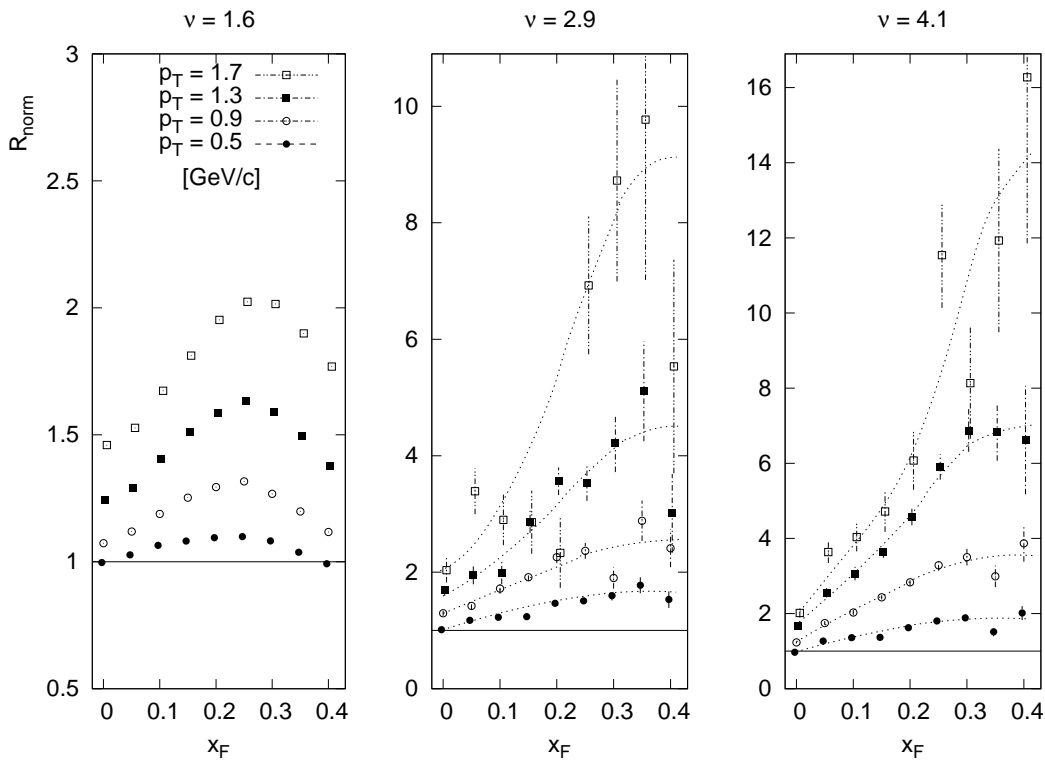 ν = 1.6
ν = 2.9
ν = 4.1
R_norm
3
2.5
2
1.5
1
0.5
p_T = 1.7
p_T = 1.3
p_T = 0.9
p_T = 0.5
[GeV/c]
0 0.1 0.2 0.3 0.4
x_F
10
8
6
4
2
0
0 0.1 0.2 0.3 0.4
x_F
16
14
12
10
8
6
4
2
0
0 0.1 0.2 0.3 0.4
x_F